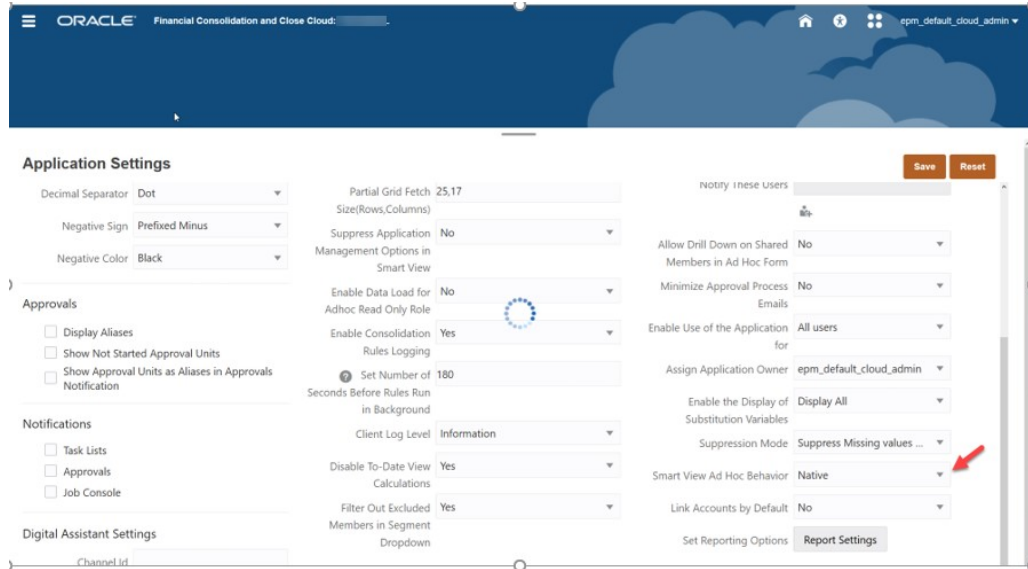 ORACLE Financial Consolidation and Close Cloud: epm_default_cloud_admin
Application Settings
Save Reset
Decimal Separator Dot
Negative Sign Prefixed Minus
Negative Color Black
Approvals
Display Aliases
Show Not Started Approval Units
Show Approval Units as Aliases in Approvals
Notification
Notifications
Task Lists
Approvals
Job Console
Digital Assistant Settings
Channel Id
Partial Grid Fetch 25,17
Size(Rows,Columns)
Suppress Application No
Management Options in
Smart View
Enable Data Load for No
Adhoc Read Only Role
Enable Consolidation Yes
Rules Logging
Set Number of 180
Seconds Before Rules Run
in Background
Client Log Level Information
Disable To-Date View Yes
Calculations
Filter Out Excluded Yes
Members in Segment
Dropdown
Notify These Users
Allow Drill Down on Shared No
Members in Ad Hoc Form
Minimize Approval Process No
Emails
Enable Use of the Application All users
for
Assign Application Owner epm_default_cloud_admin
Enable the Display of Display All
Substitution Variables
Suppression Mode Suppress Missing values ...
Smart View Ad Hoc Behavior Native
Link Accounts by Default No
Set Reporting Options Report Settings